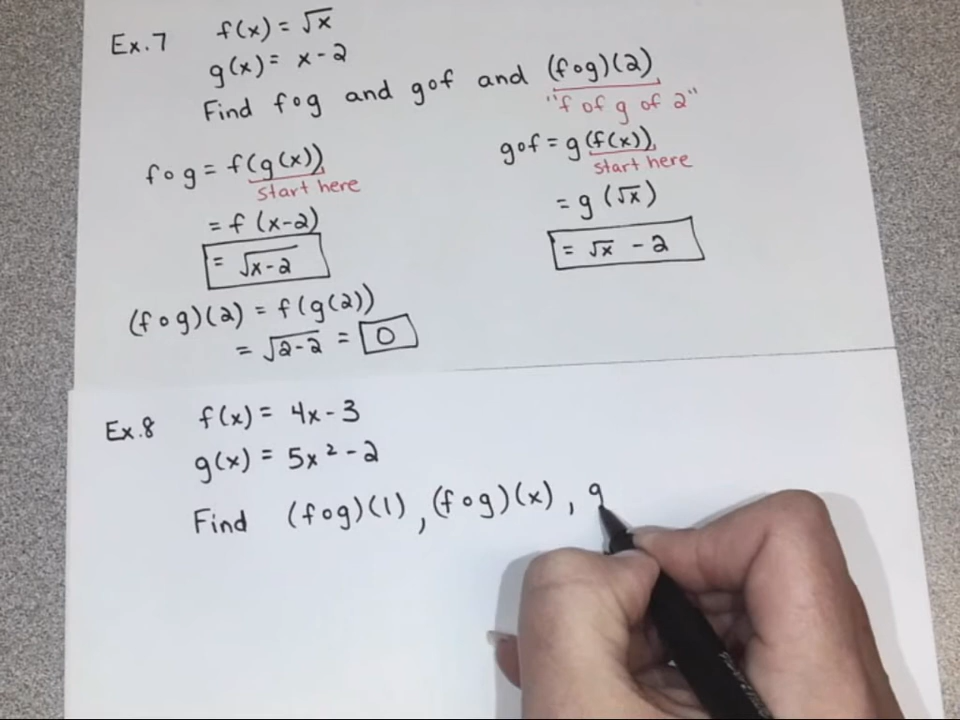 Ex.7 f(x) = √x
g(x) = x - 2
Find f∘g and g∘f and (f∘g)(2)
"f of g of 2"
f∘g = f(g(x))
start here
= f (x-2)
= √x-2
g∘f = g(f(x))
start here
= g (√x)
= √x - 2
(f∘g)(2) = f(g(2))
= √2-2 = 0
Ex.8 f(x) = 4x - 3
g(x) = 5x² - 2
Find (f∘g)(1), (f∘g)(x), g